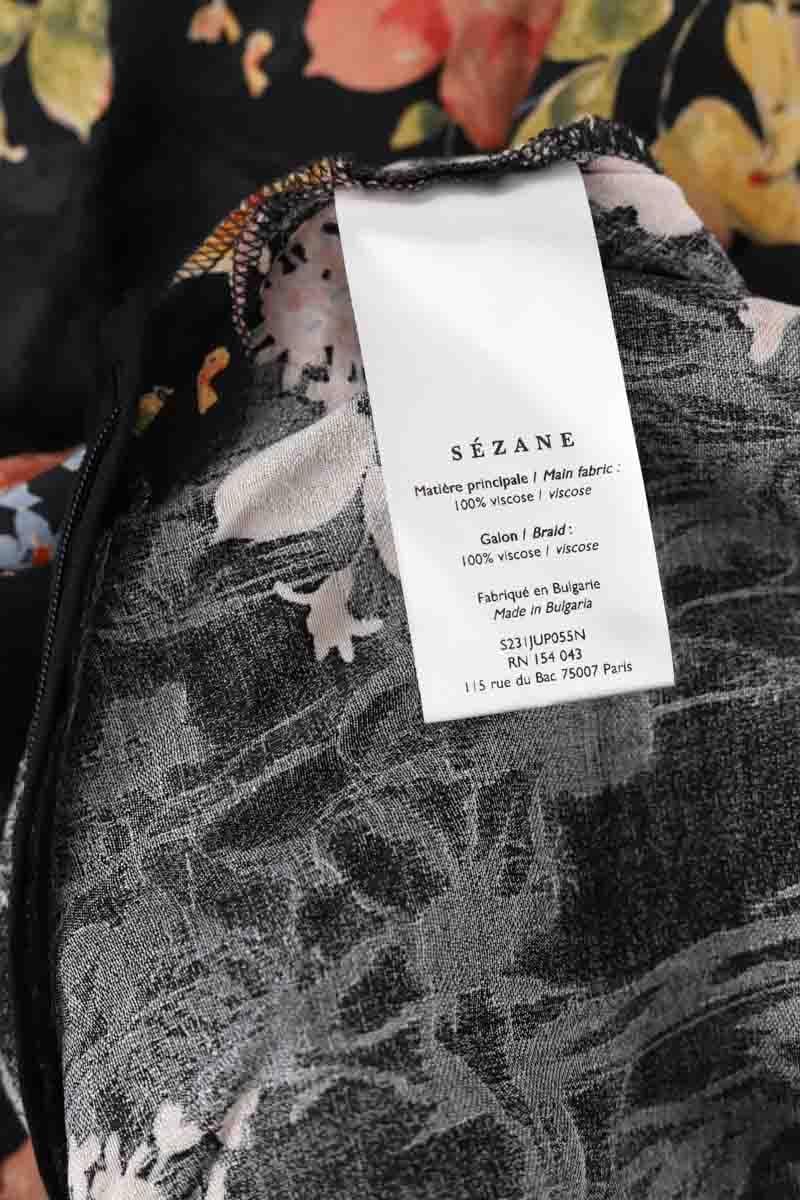 SÉZANE
Matière principale / Main fabric :
100% viscose / viscose
Galon / Braid :
100% viscose / viscose
Fabriqué en Bulgarie
Made in Bulgaria
S231JUP055N
RN 154 043
115 rue du Bac 75007 Paris